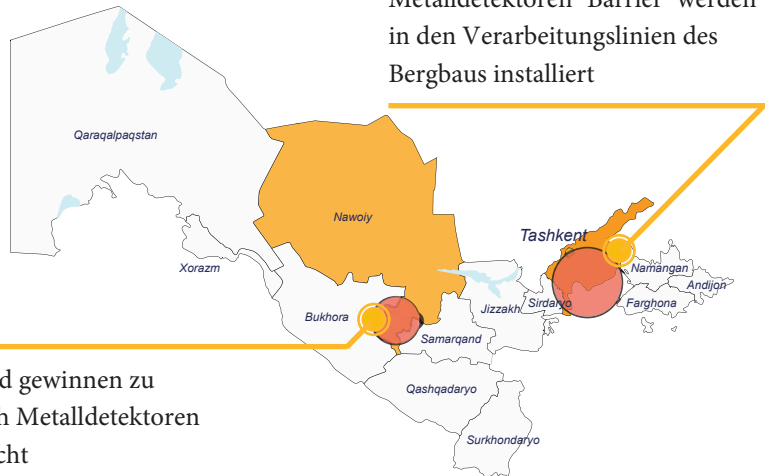 Metalldetektoren "Barrier" werden
in den Verarbeitungslinien des
Bergbaus installiert
Qaraqalpaqstan
Nawoiy
Tashkent
Xorazm
Namangan
Andijon
Sirdaryo
Farghona
Bukhora
Jizzakh
Samarqand
d gewinnen zu
h Metalldetektoren
cht
Qashqadaryo
Surkhondaryo